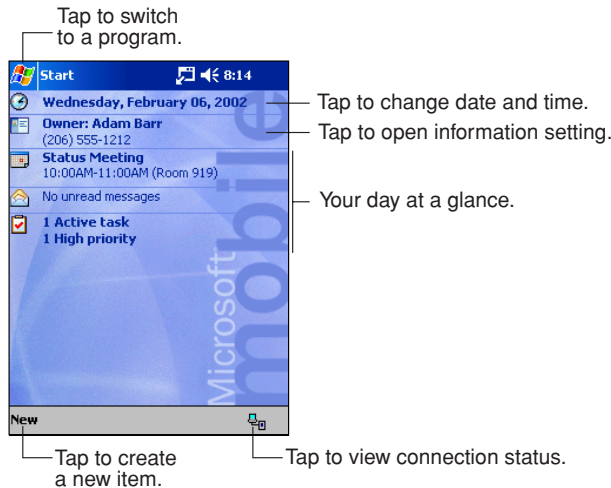 Tap to switch
to a program.
Start 8:14
Wednesday, February 06, 2002
Tap to change date and time.
Owner: Adam Barr
(206) 555-1212
Tap to open information setting.
Status Meeting
10:00AM-11:00AM (Room 919)
No unread messages
Your day at a glance.
1 Active task
1 High priority
Microsoft
mobile
New
Tap to create
a new item.
Tap to view connection status.